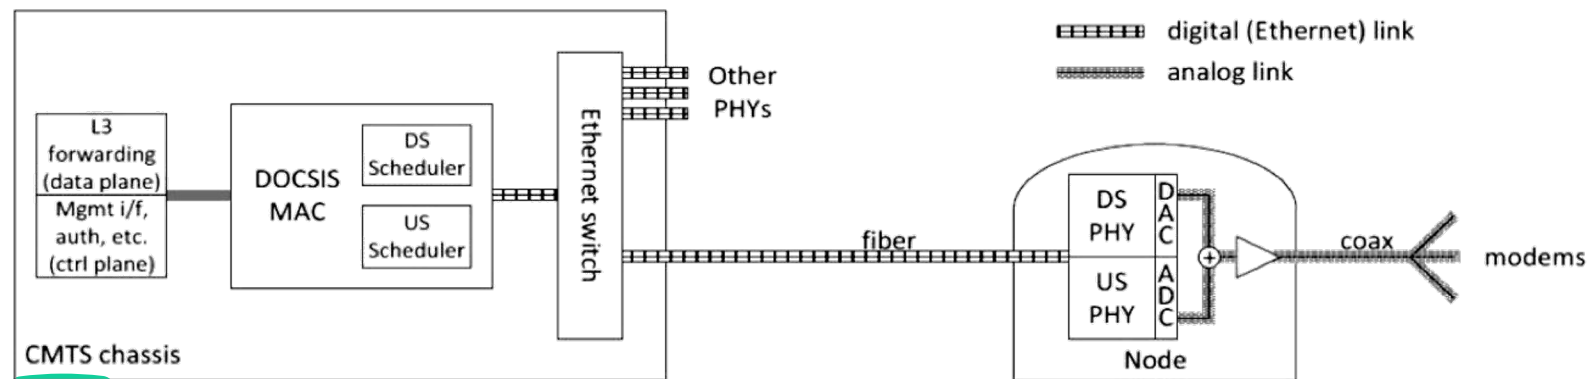 digital (Ethernet) link
analog link
Other
PHYs
L3
forwarding
(data plane)
Mgmt i/f,
auth, etc.
(ctrl plane)
DOCSIS
MAC
DS
Scheduler
US
Scheduler
Ethernet switch
fiber
DS
PHY
DAC
US
PHY
ADC
Node
coax
modems
CMTS chassis